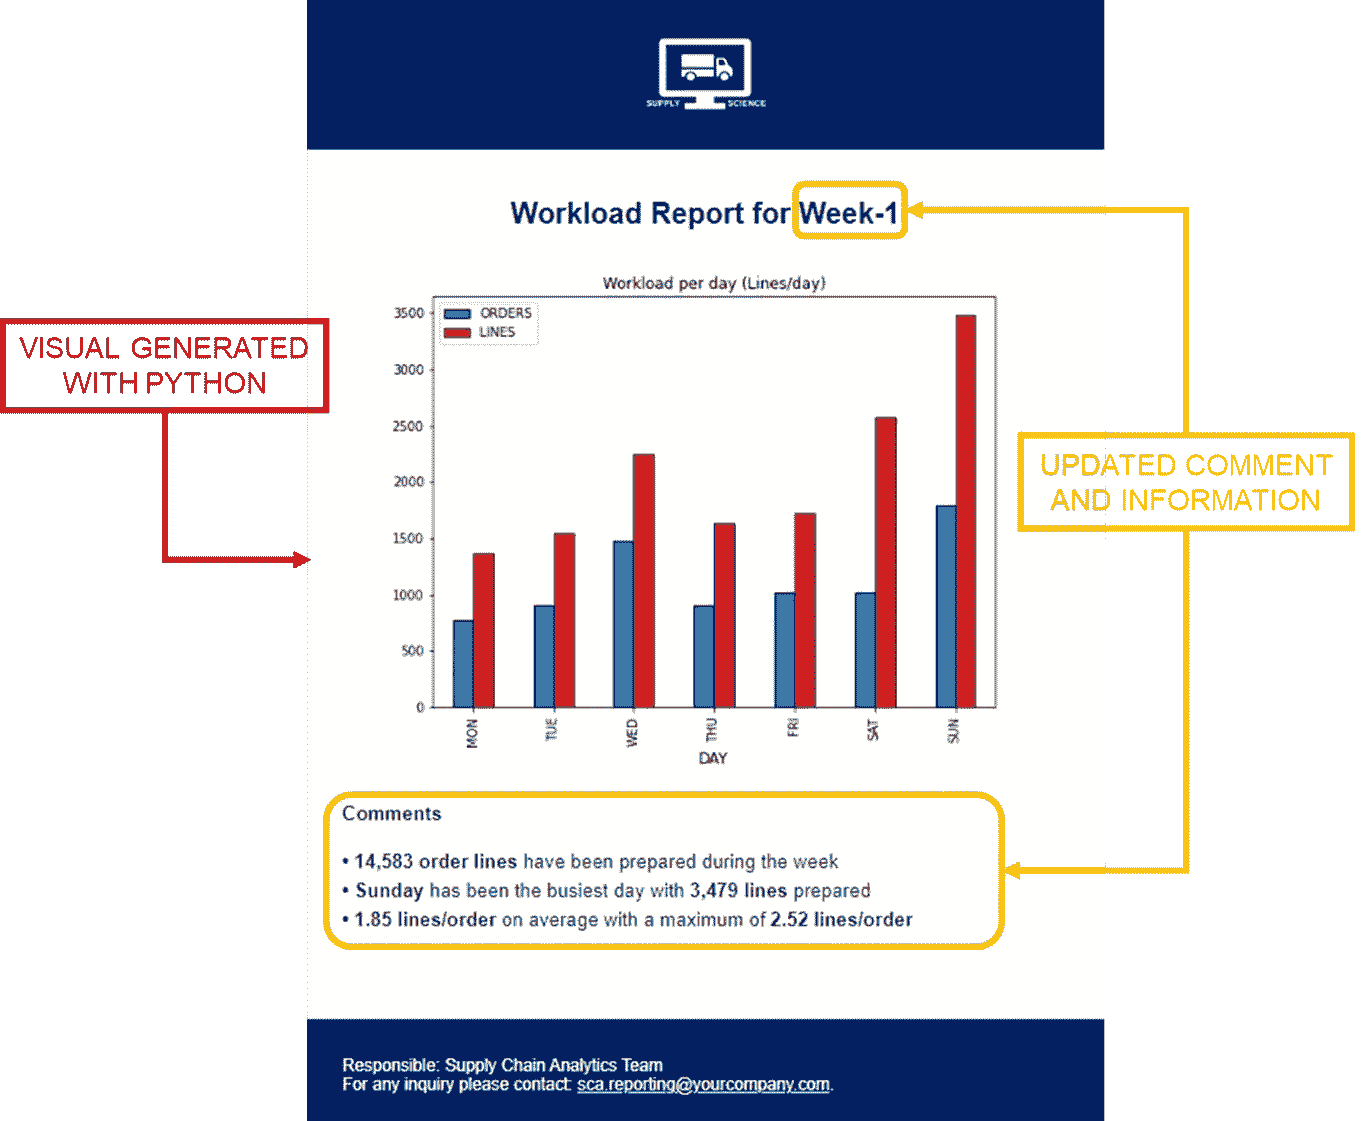 SUPPLY SCIENCE
Workload Report for Week-1
Workload per day (Lines/day)
ORDERS
LINES
3500
3000
2500
2000
1500
1000
500
0
MON TUE WED THU FRI SAT SUN
DAY
VISUAL GENERATED
WITH PYTHON
UPDATED COMMENT
AND INFORMATION
Comments
• 14,583 order lines have been prepared during the week
• Sunday has been the busiest day with 3,479 lines prepared
• 1.85 lines/order on average with a maximum of 2.52 lines/order
Responsible: Supply Chain Analytics Team
For any inquiry please contact: sca.reporting@yourcompany.com.